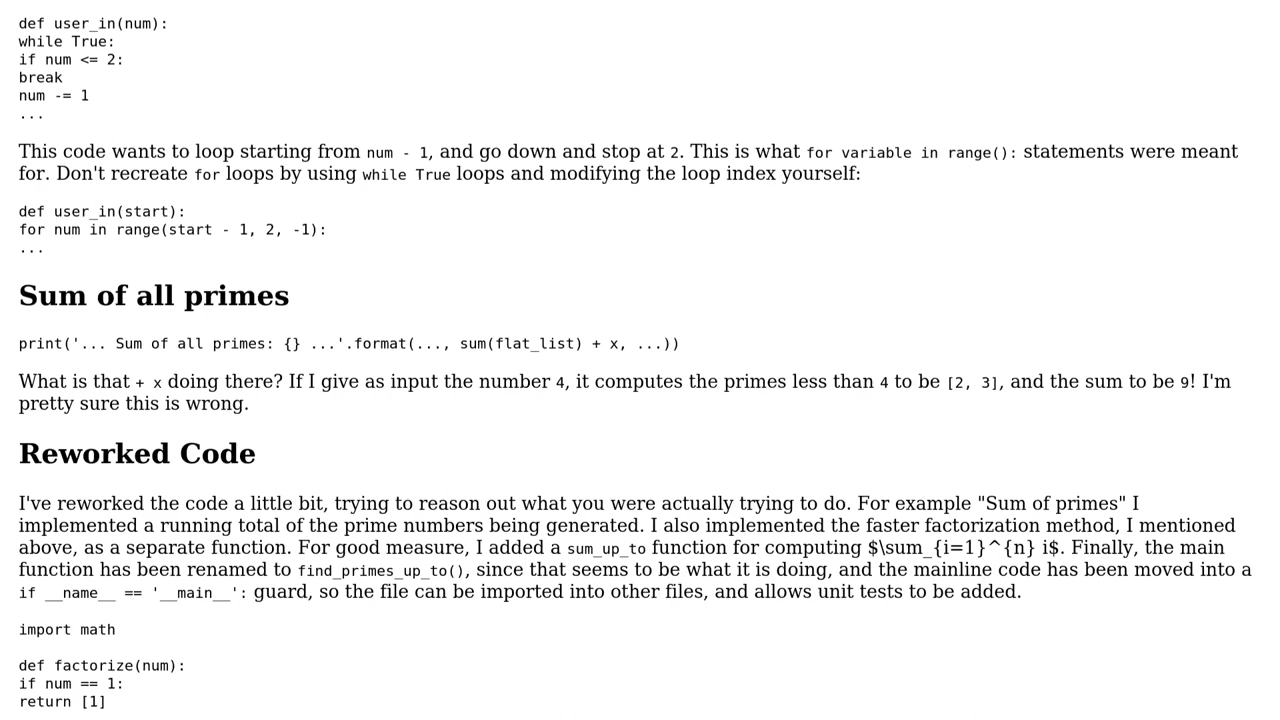 def user_in(num):
while True:
if num <= 2:
break
num -= 1
...
This code wants to loop starting from num - 1, and go down and stop at 2. This is what for variable in range(): statements were meant
for. Don't recreate for loops by using while True loops and modifying the loop index yourself:
def user_in(start):
for num in range(start - 1, 2, -1):
...
Sum of all primes
print('... Sum of all primes: {} ...'.format(..., sum(flat_list) + x, ...))
What is that + x doing there? If I give as input the number 4, it computes the primes less than 4 to be [2, 3], and the sum to be 9! I'm
pretty sure this is wrong.
Reworked Code
I've reworked the code a little bit, trying to reason out what you were actually trying to do. For example "Sum of primes" I
implemented a running total of the prime numbers being generated. I also implemented the faster factorization method, I mentioned
above, as a separate function. For good measure, I added a sum_up_to function for computing $\sum_{i=1}^{n} i$. Finally, the main
function has been renamed to find_primes_up_to(), since that seems to be what it is doing, and the mainline code has been moved into a
if __name__ == '__main__': guard, so the file can be imported into other files, and allows unit tests to be added.
import math
def factorize(num):
if num == 1:
return [1]